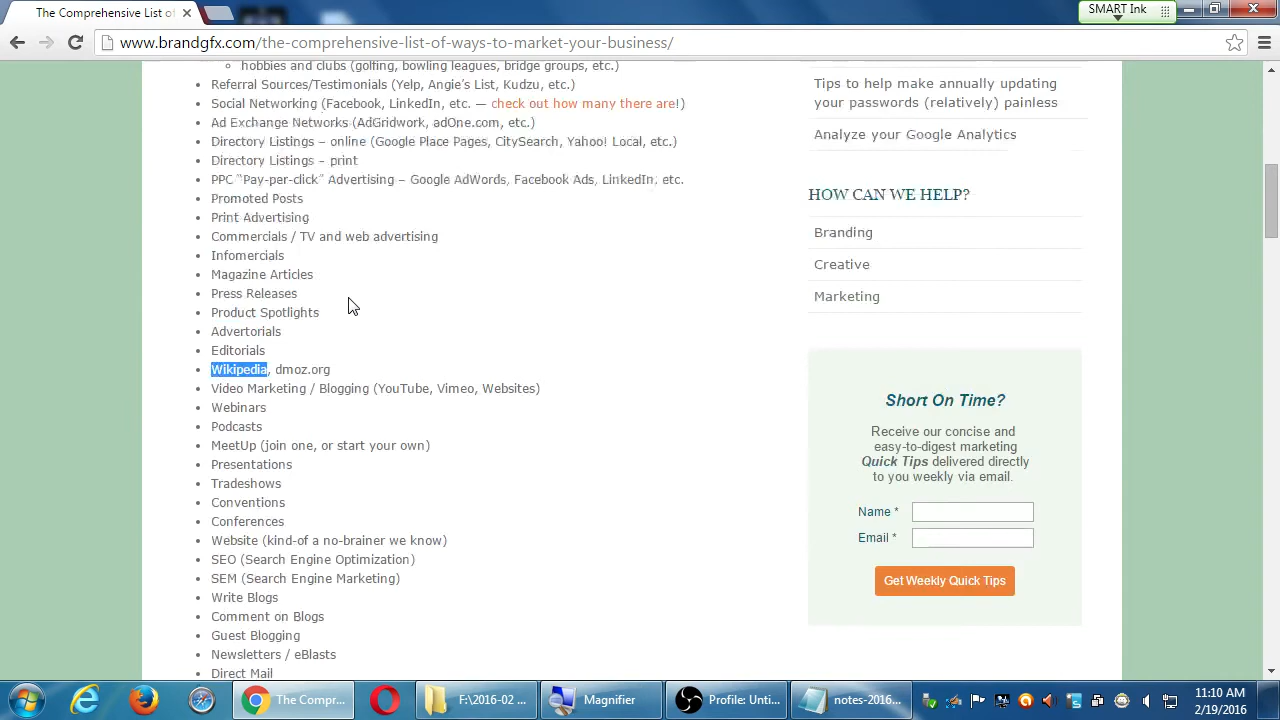 The Comprehensive List of
SMART Ink
www.brandgfx.com/the-comprehensive-list-of-ways-to-market-your-business/
hobbies and clubs (golfing, bowling leagues, bridge groups, etc.)
Referral Sources/Testimonials (Yelp, Angie's List, Kudzu, etc.)
Social Networking (Facebook, LinkedIn, etc. — check out how many there are!)
Ad Exchange Networks (AdGridwork, adOne.com, etc.)
Directory Listings – online (Google Place Pages, CitySearch, Yahoo! Local, etc.)
Directory Listings – print
PPC "Pay-per-click" Advertising – Google AdWords, Facebook Ads, LinkedIn, etc.
Promoted Posts
Print Advertising
Commercials / TV and web advertising
Infomercials
Magazine Articles
Press Releases
Product Spotlights
Advertorials
Editorials
Wikipedia, dmoz.org
Video Marketing / Blogging (YouTube, Vimeo, Websites)
Webinars
Podcasts
MeetUp (join one, or start your own)
Presentations
Tradeshows
Conventions
Conferences
Website (kind-of a no-brainer we know)
SEO (Search Engine Optimization)
SEM (Search Engine Marketing)
Write Blogs
Comment on Blogs
Guest Blogging
Newsletters / eBlasts
Direct Mail
Tips to help make annually updating
your passwords (relatively) painless
Analyze your Google Analytics
HOW CAN WE HELP?
Branding
Creative
Marketing
Short On Time?
Receive our concise and
easy-to-digest marketing
Quick Tips delivered directly
to you weekly via email.
Name *
Email *
Get Weekly Quick Tips
The Compr...
F:\2016-02 ...
Magnifier
Profile: Unti...
notes-2016...
11:10 AM
2/19/2016